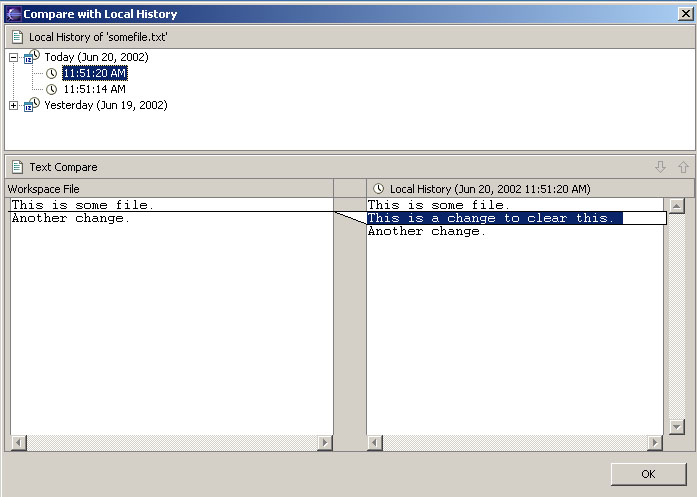 Compare with Local History
Local History of 'somefile.txt'
Today (Jun 20, 2002)
11:51:20 AM
11:51:14 AM
Yesterday (Jun 19, 2002)
Text Compare
Workspace File
Local History (Jun 20, 2002 11:51:20 AM)
This is some file.
Another change.
This is some file.
This is a change to clear this.
Another change.
OK